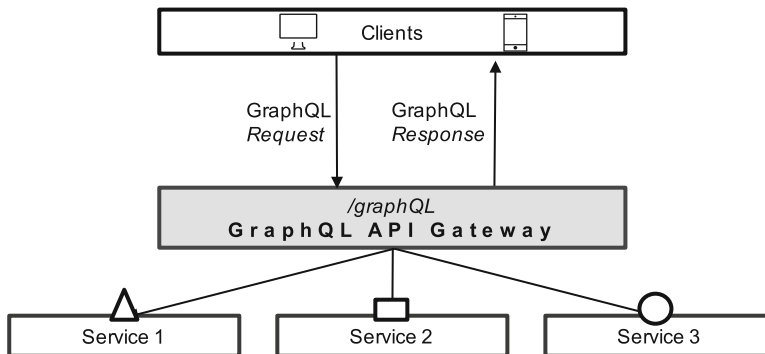 Clients
GraphQL
Request
GraphQL
Response
/graphQL
GraphQL API Gateway
Service 1
Service 2
Service 3